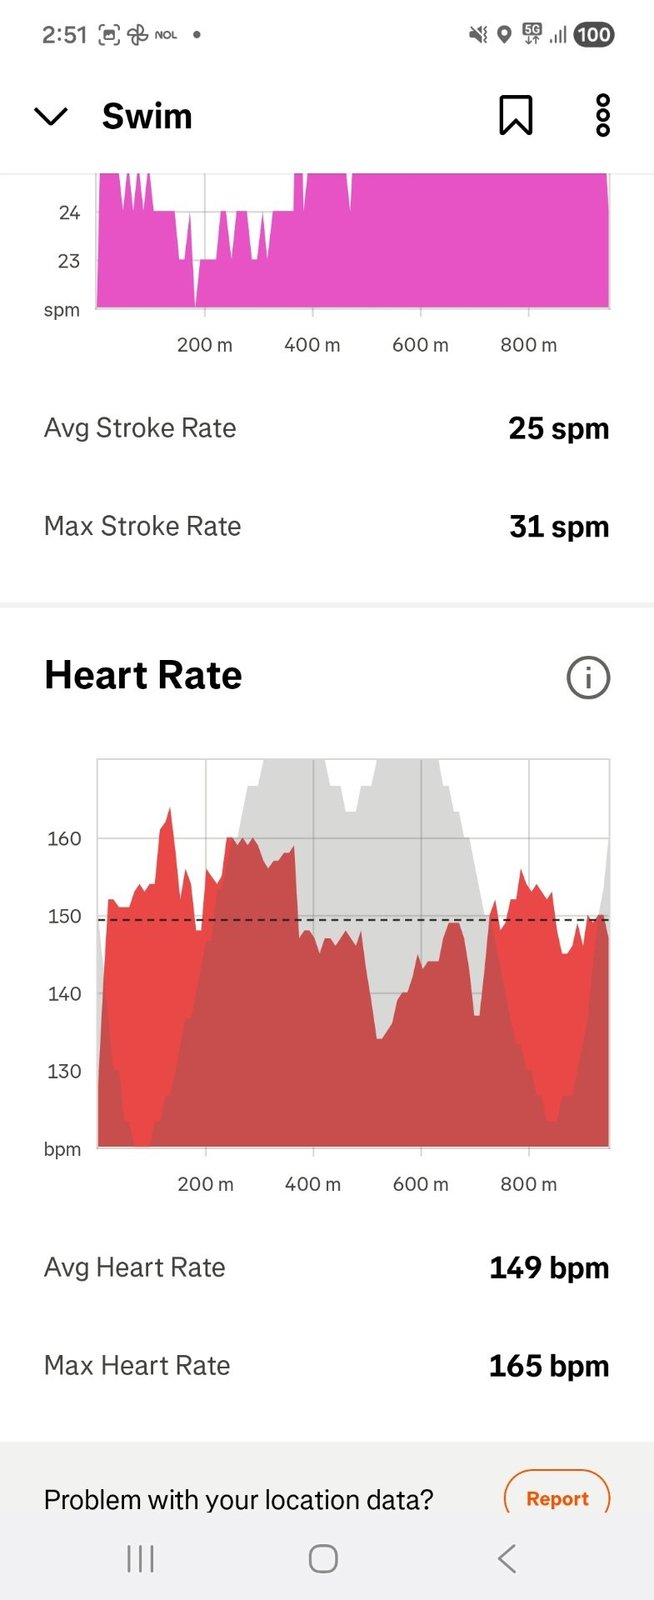 2:51 NOL 5G 100
Swim
24
23
spm
200 m 400 m 600 m 800 m
Avg Stroke Rate 25 spm
Max Stroke Rate 31 spm
Heart Rate
160
150
140
130
bpm
200 m 400 m 600 m 800 m
Avg Heart Rate 149 bpm
Max Heart Rate 165 bpm
Problem with your location data? Report